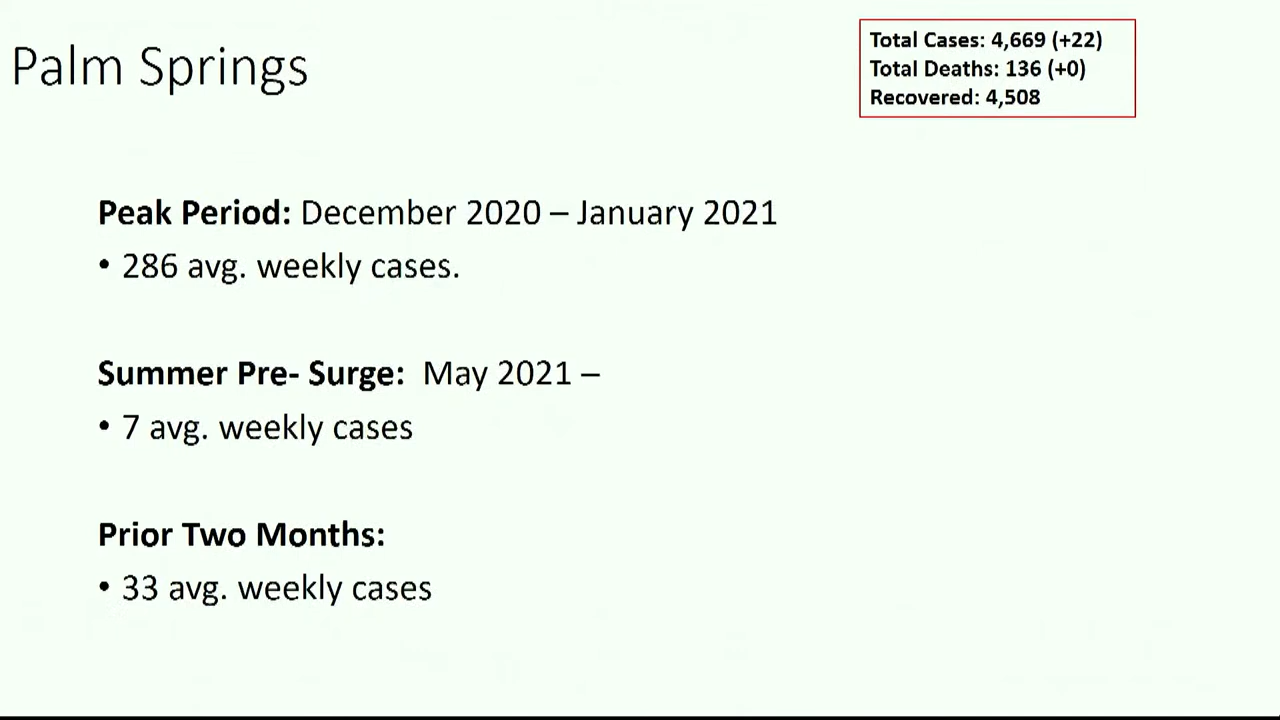 Palm Springs
Total Cases: 4,669 (+22)
Total Deaths: 136 (+0)
Recovered: 4,508
Peak Period: December 2020 – January 2021
• 286 avg. weekly cases.
Summer Pre- Surge:  May 2021 –
• 7 avg. weekly cases
Prior Two Months:
• 33 avg. weekly cases